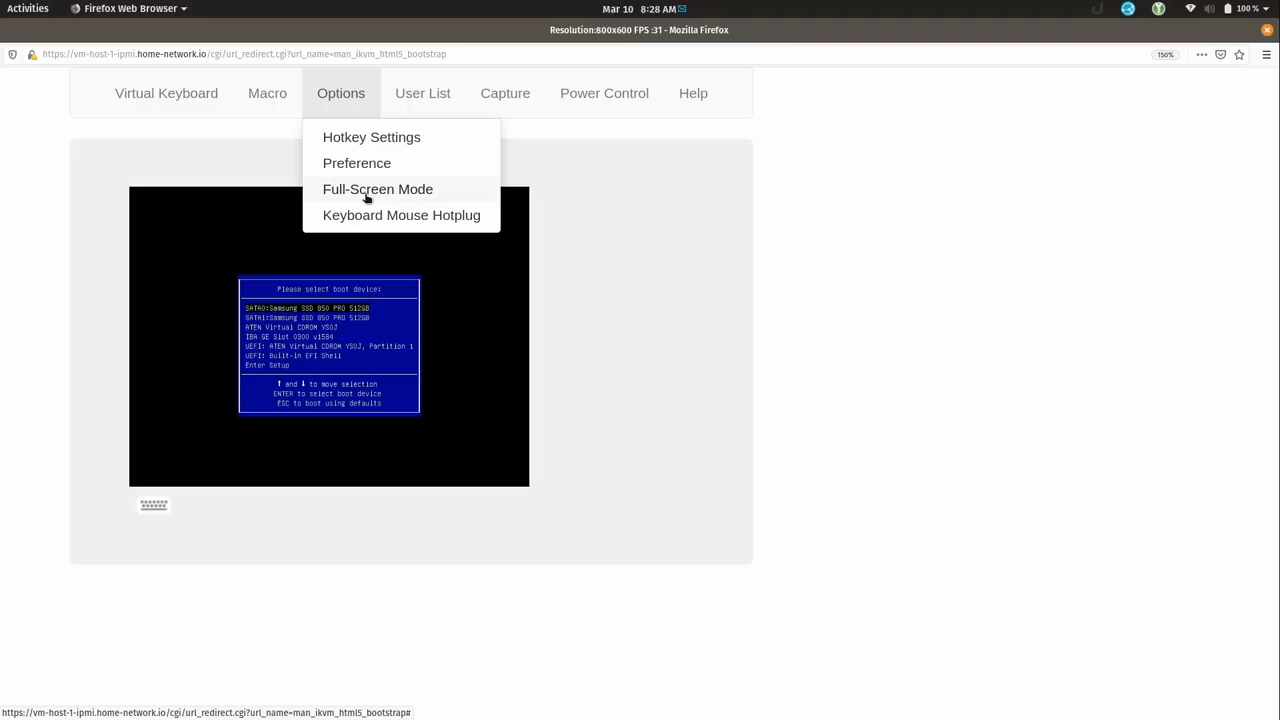 Activities
Firefox Web Browser
Mar 10 8:28 AM
100 %
Resolution:800x600 FPS :31 - Mozilla Firefox
https://vm-host-1-ipmi.home-network.io/cgi/url_redirect.cgi?url_name=man_ikvm_html5_bootstrap
150%
Virtual Keyboard
Macro
Options
User List
Capture
Power Control
Help
Hotkey Settings
Preference
Full-Screen Mode
Keyboard Mouse Hotplug
Please select boot device:
SATA0:Samsung SSD 850 PRO 512GB
SATA1:Samsung SSD 850 PRO 512GB
ATEN Virtual CDROM YS0J
IBA GE Slot 0300 v1584
UEFI: ATEN Virtual CDROM YS0J, Partition 1
UEFI: Built-in EFI Shell
Enter Setup
↑ and ↓ to move selection
ENTER to select boot device
ESC to boot using defaults
https://vm-host-1-ipmi.home-network.io/cgi/url_redirect.cgi?url_name=man_ikvm_html5_bootstrap#